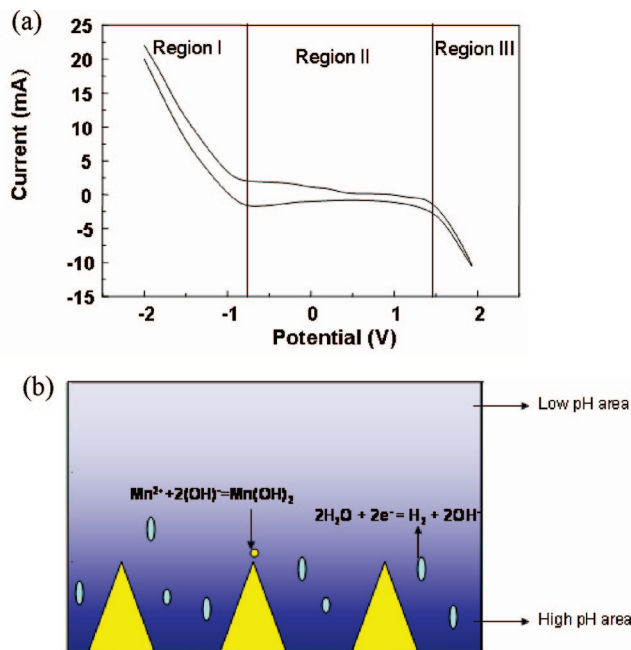 (a)
25
20
15
10
5
0
-5
-10
-15
Current (mA)
Region I
Region II
Region III
-2
-1
0
1
2
Potential (V)
(b)
Low pH area
Mn²⁺+2(OH)⁻=Mn(OH)₂
2H₂O + 2e⁻ = H₂ + 2OH⁻
High pH area